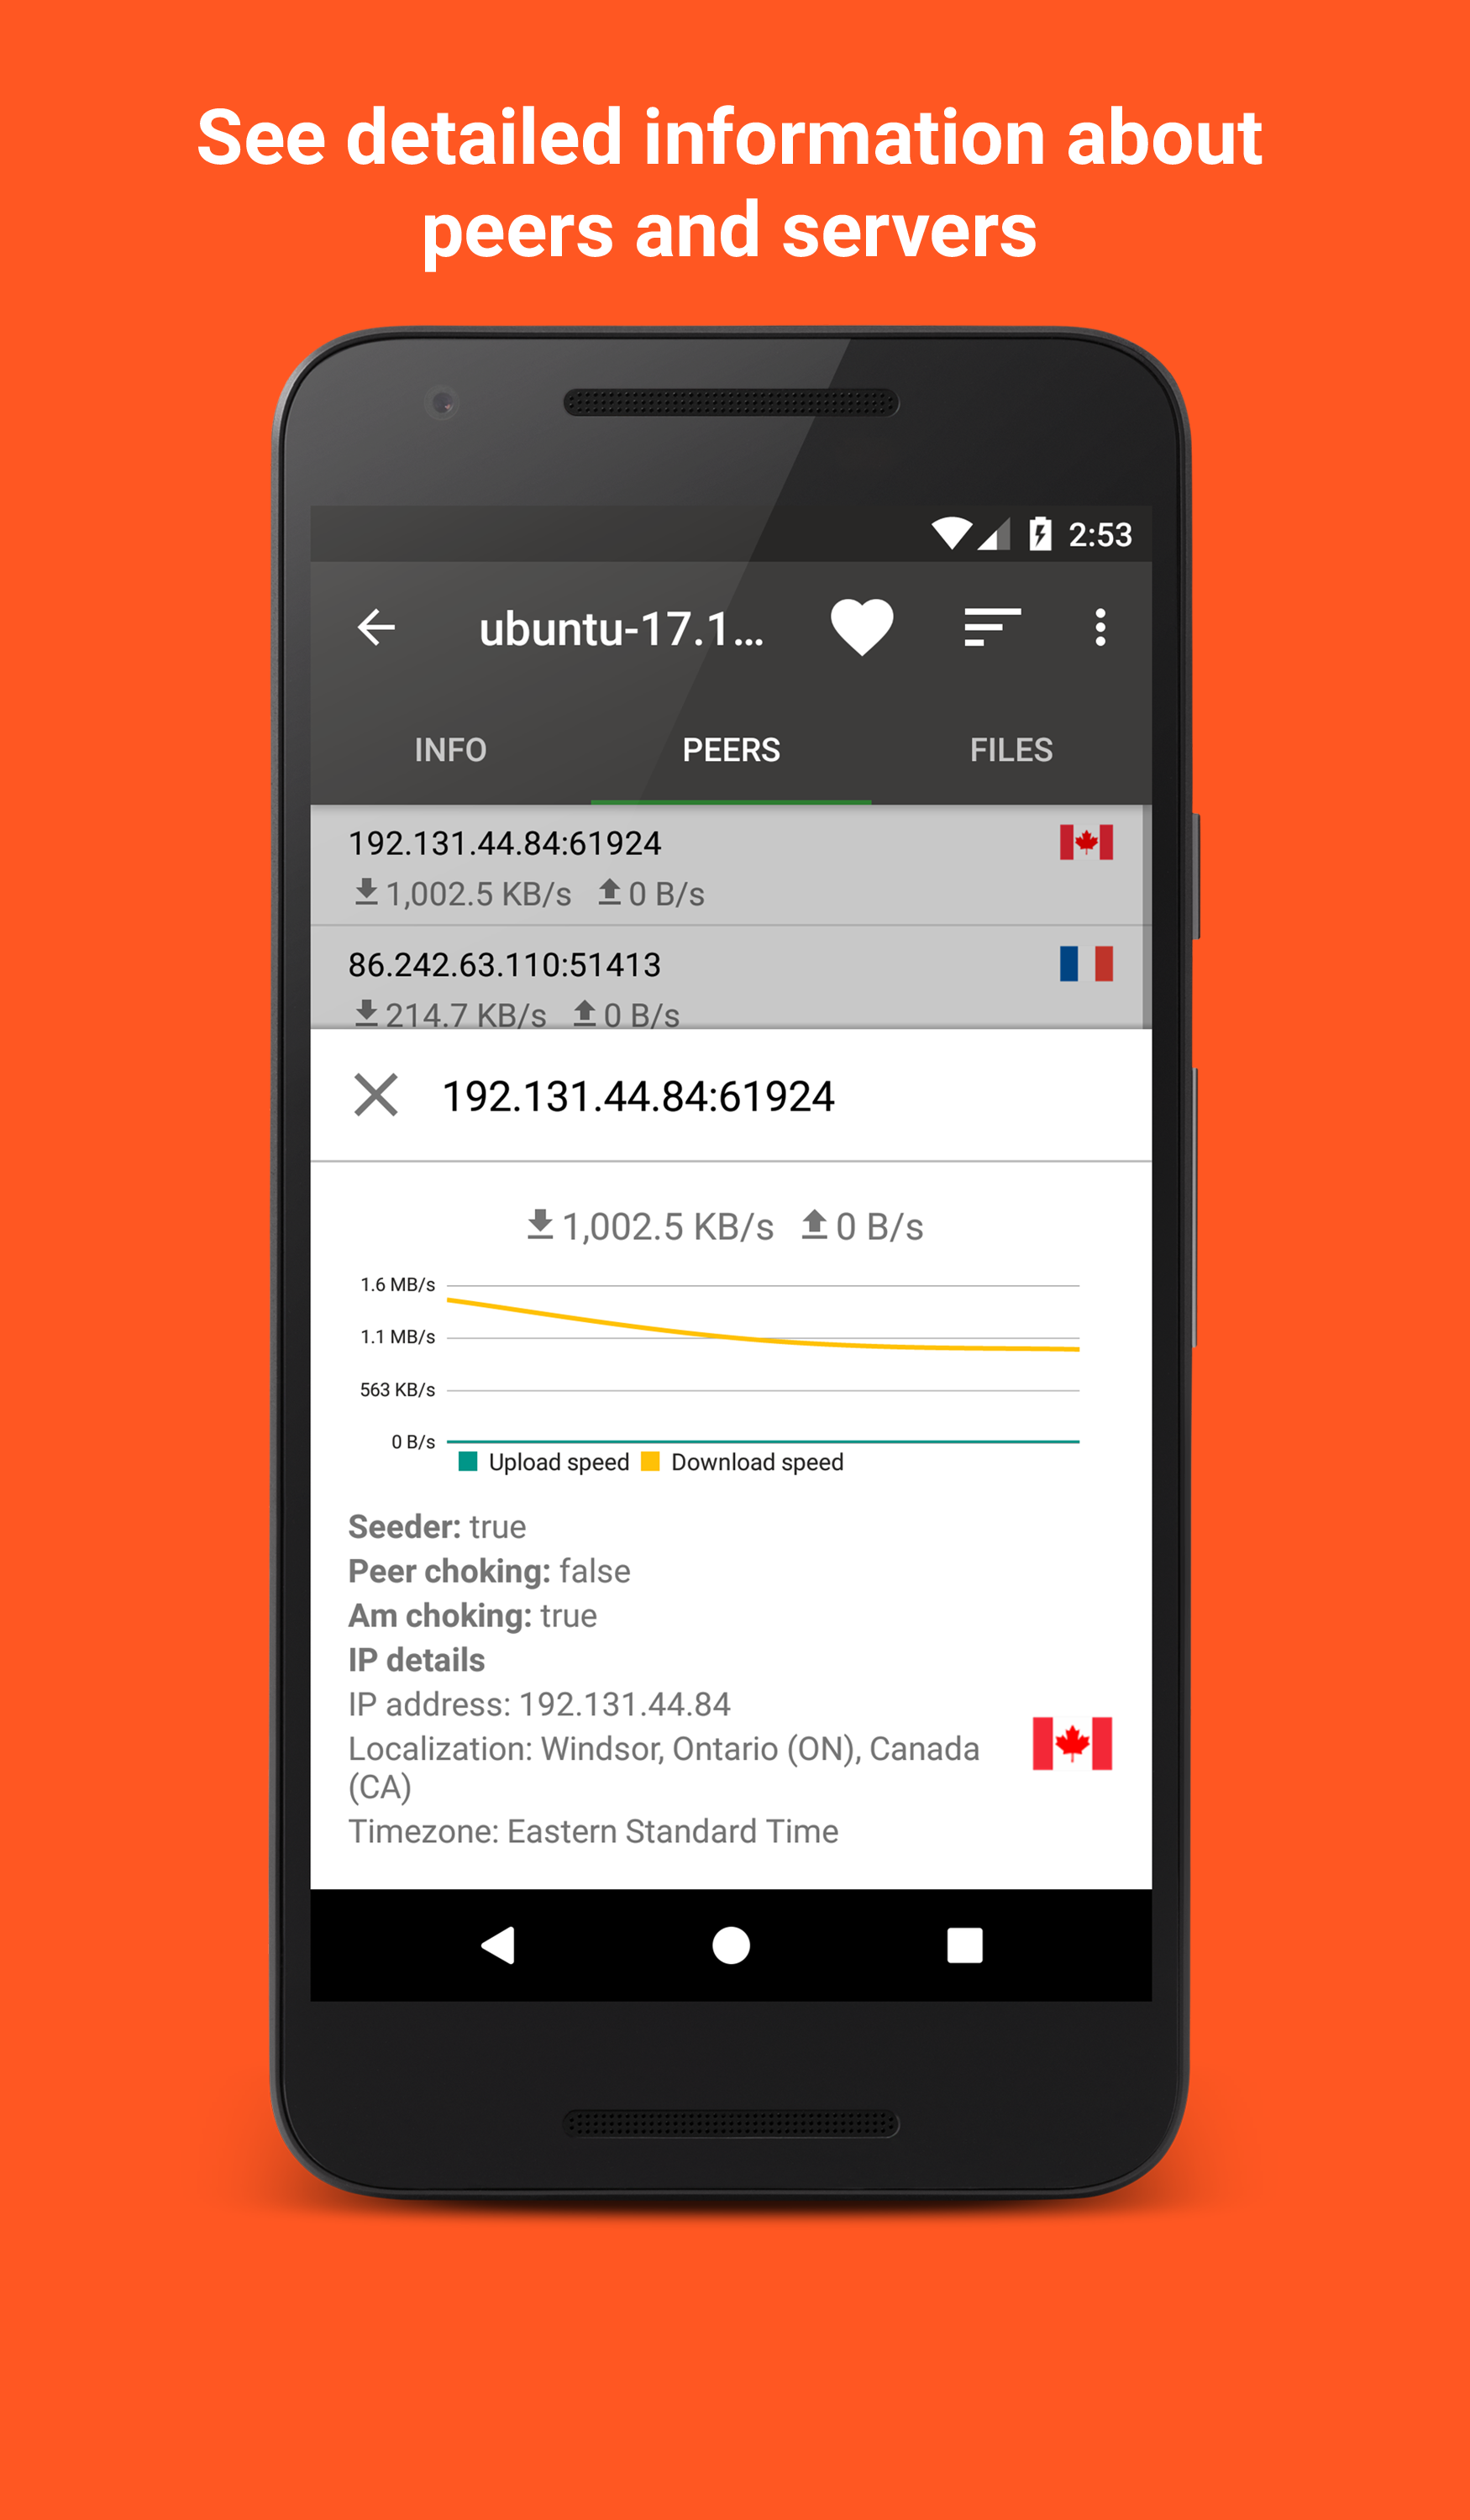 See detailed information about
peers and servers
2:53
ubuntu-17.1...
INFO PEERS FILES
192.131.44.84:61924
1,002.5 KB/s 0 B/s
86.242.63.110:51413
214.7 KB/s 0 B/s
192.131.44.84:61924
1,002.5 KB/s 0 B/s
1.6 MB/s
1.1 MB/s
563 KB/s
0 B/s
Upload speed Download speed
Seeder: true
Peer choking: false
Am choking: true
IP details
IP address: 192.131.44.84
Localization: Windsor, Ontario (ON), Canada
(CA)
Timezone: Eastern Standard Time